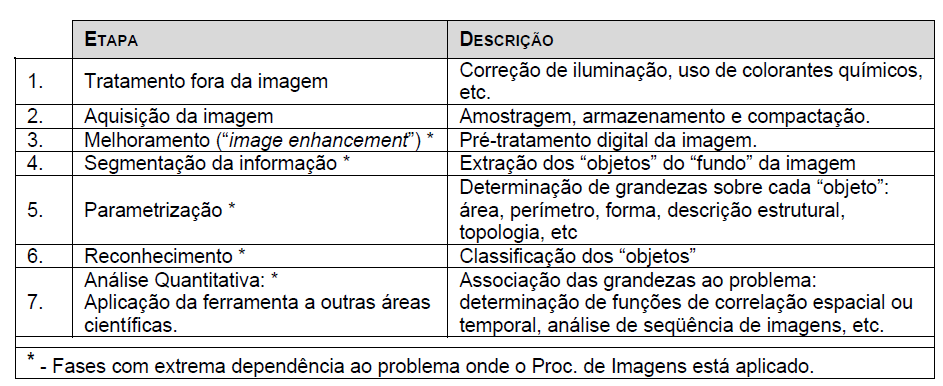 ETAPA DESCRIÇÃO
1. Tratamento fora da imagem Correção de iluminação, uso de colorantes químicos,
etc.
2. Aquisição da imagem Amostragem, armazenamento e compactação.
3. Melhoramento (“image enhancement”) * Pré-tratamento digital da imagem.
4. Segmentação da informação * Extração dos “objetos” do “fundo” da imagem
5. Parametrização * Determinação de grandezas sobre cada “objeto”:
área, perímetro, forma, descrição estrutural,
topologia, etc
6. Reconhecimento * Classificação dos “objetos”
7. Análise Quantitativa: *
Aplicação da ferramenta a outras áreas
científicas.
Associação das grandezas ao problema:
determinação de funções de correlação espacial ou
temporal, análise de seqüência de imagens, etc.
* - Fases com extrema dependência ao problema onde o Proc. de Imagens está aplicado.